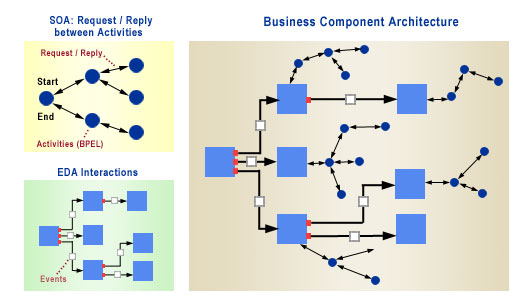 SOA: Request / Reply
between Activities
Request / Reply
Start
End
Activities (BPEL)
EDA Interactions
Events
Business Component Architecture